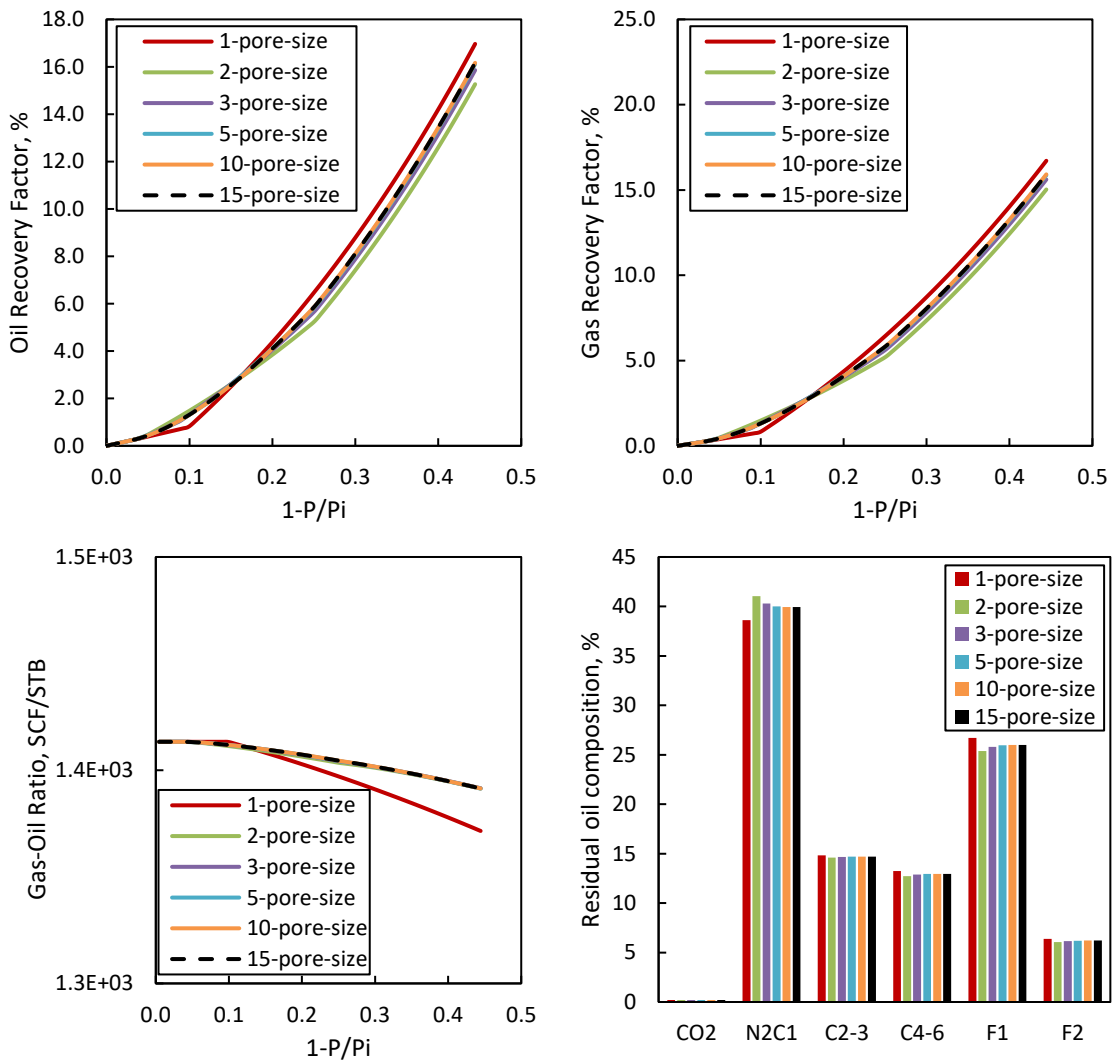 18.0
16.0
14.0
12.0
10.0
8.0
6.0
4.0
2.0
0.0
Oil Recovery Factor, %
1-pore-size
2-pore-size
3-pore-size
5-pore-size
10-pore-size
15-pore-size
0.0 0.1 0.2 0.3 0.4 0.5
1-P/Pi
25.0
20.0
15.0
10.0
5.0
0.0
Gas Recovery Factor, %
1-pore-size
2-pore-size
3-pore-size
5-pore-size
10-pore-size
15-pore-size
0.0 0.1 0.2 0.3 0.4 0.5
1-P/Pi
1.5E+03
1.4E+03
1.3E+03
Gas-Oil Ratio, SCF/STB
1-pore-size
2-pore-size
3-pore-size
5-pore-size
10-pore-size
15-pore-size
0.0 0.1 0.2 0.3 0.4 0.5
1-P/Pi
45
40
35
30
25
20
15
10
5
0
Residual oil composition, %
1-pore-size
2-pore-size
3-pore-size
5-pore-size
10-pore-size
15-pore-size
CO2 N2C1 C2-3 C4-6 F1 F2